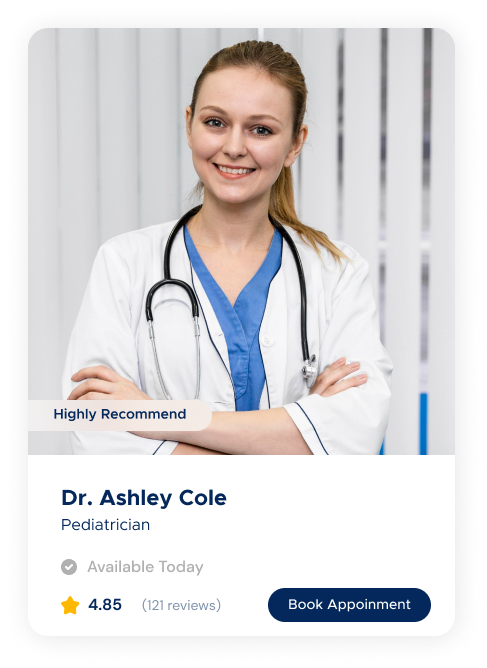 Highly Recommend
Dr. Ashley Cole
Pediatrician
Available Today
4.85 (121 reviews)
Book Appoinment